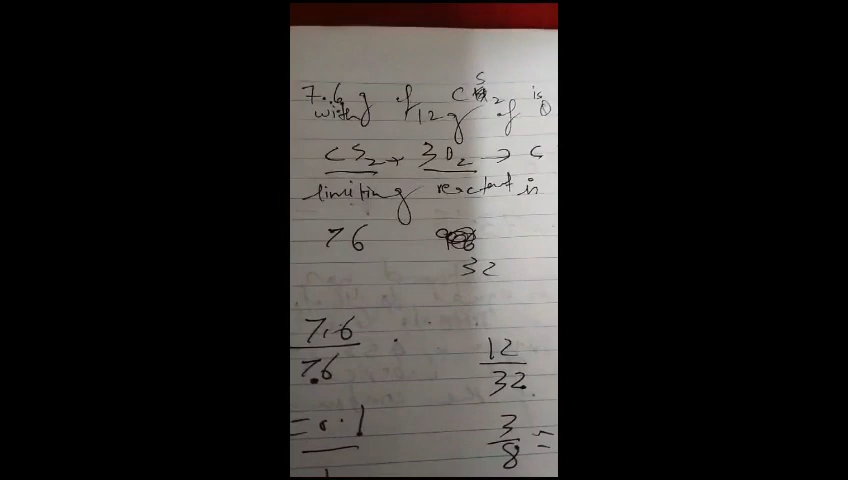 7.6 g of CS2 is
with 12 g of O
CS2 + 3O2 → C
limiting reactant is
76
32
7.6 12
76 32
= 0.1 3
8 =